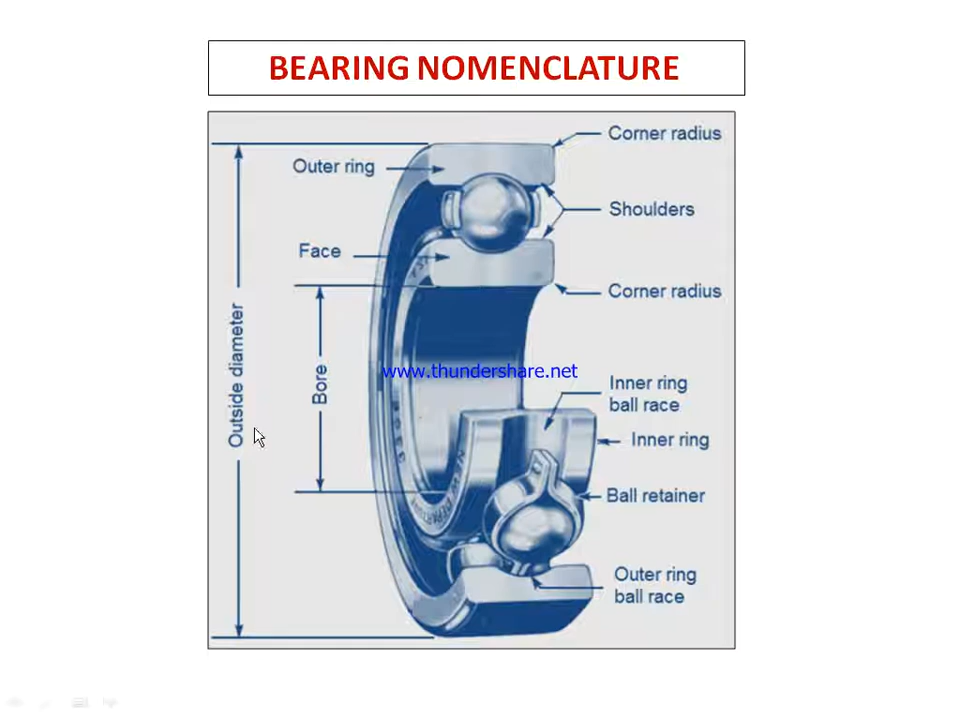 BEARING NOMENCLATURE
Corner radius
Outer ring
Shoulders
Face
Corner radius
Outside diameter
Bore
www.thundershare.net
Inner ring
ball race
Inner ring
Ball retainer
Outer ring
ball race